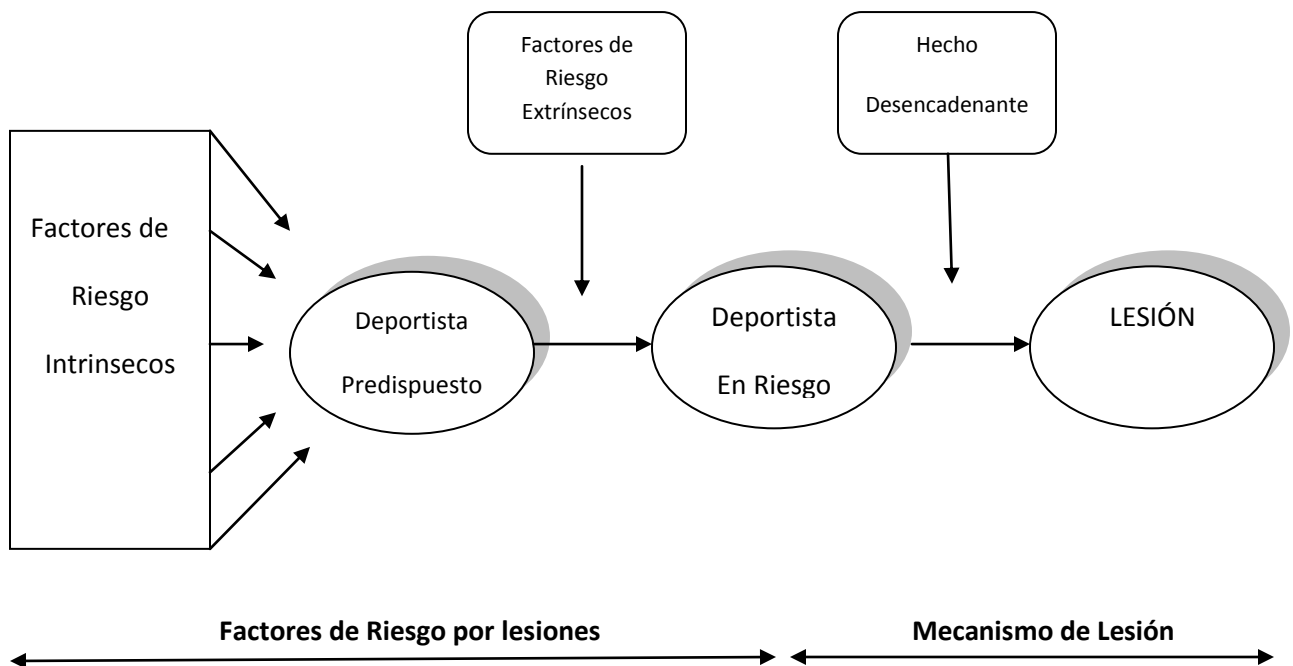 Factores de
Riesgo
Extrínsecos
Hecho
Desencadenante
Factores de
Riesgo
Intrinsecos
Deportista
Predispuesto
Deportista
En Riesgo
LESIÓN
Factores de Riesgo por lesiones
Mecanismo de Lesión